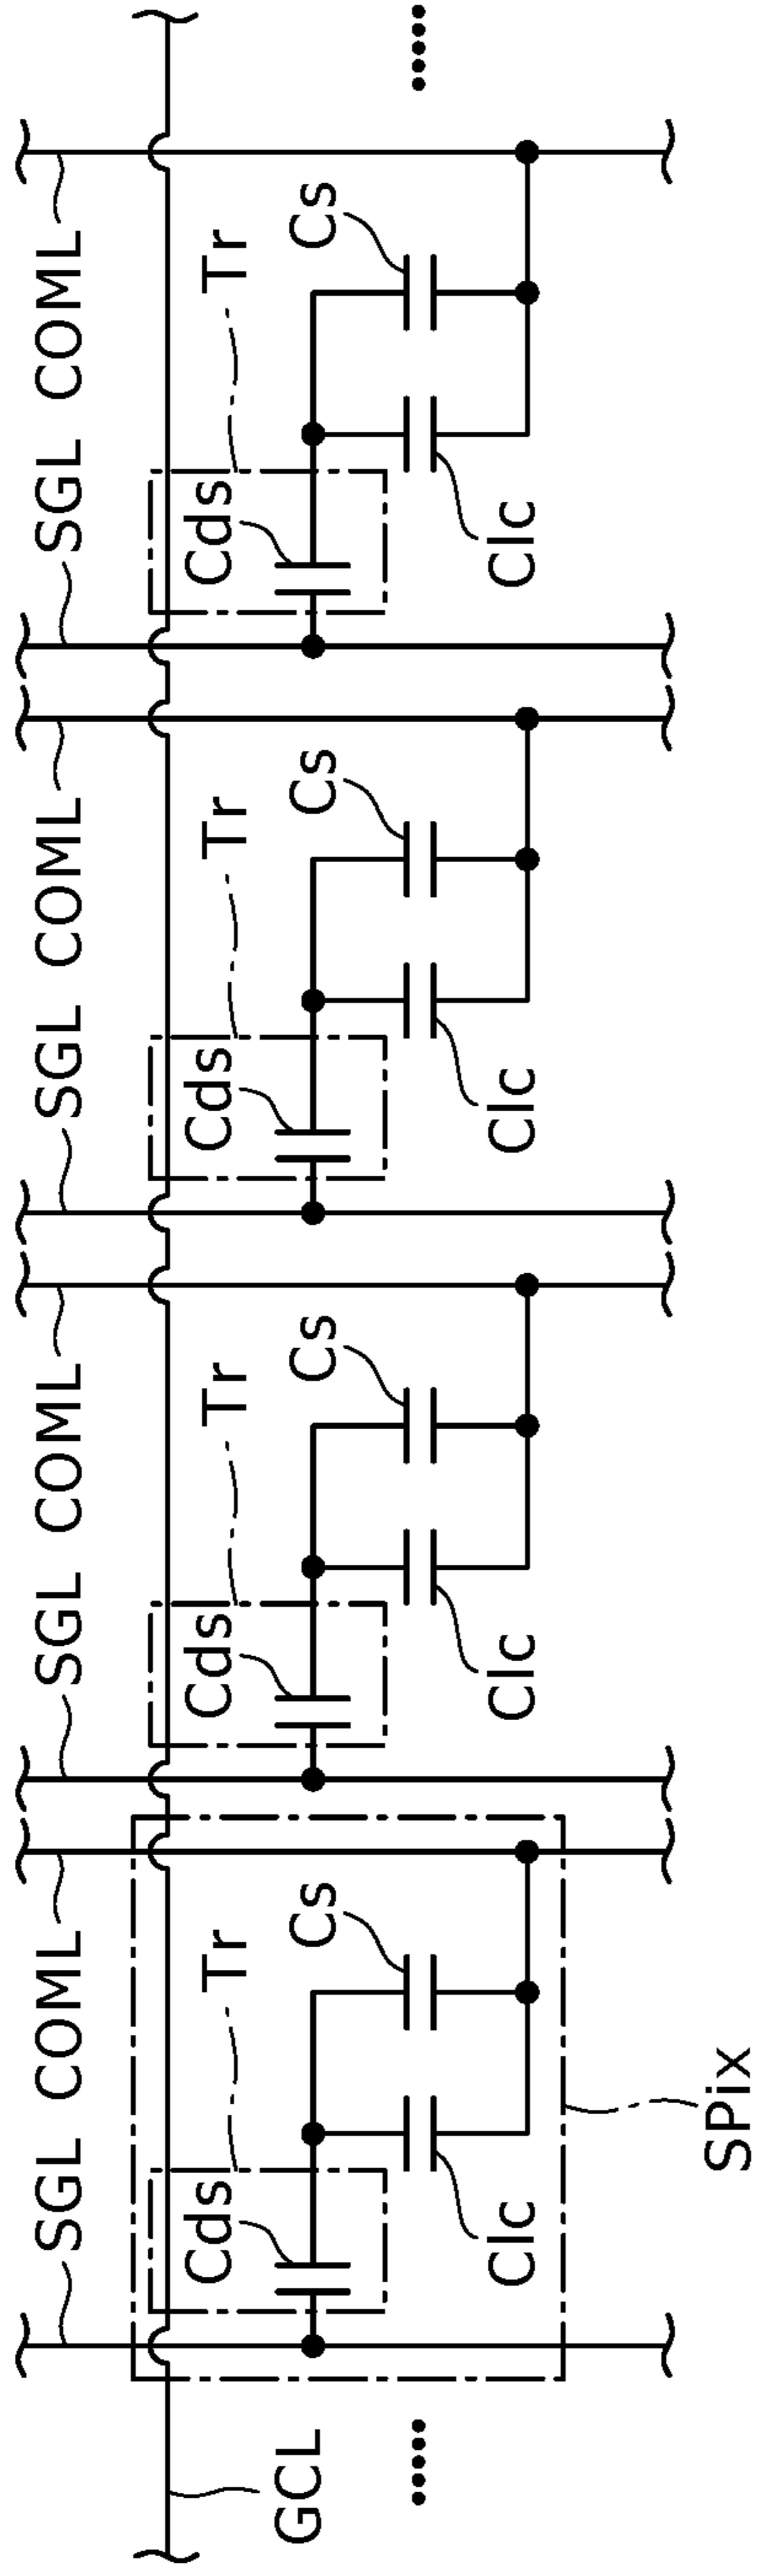 SGL COML SGL COML SGL COML SGL COML
Tr Tr Tr Tr
Cds Cds Cds Cds
GCL Cs Cs Cs Cs
Clc Clc Clc Clc
SPix